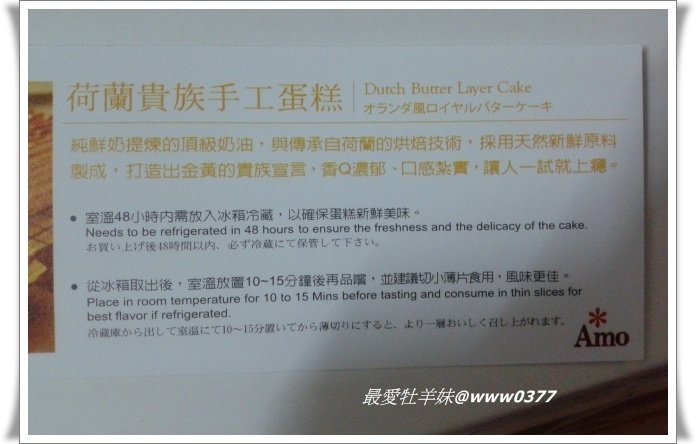 荷蘭貴族手工蛋糕
Dutch Butter Layer Cake
オランダ風ロイヤルバターケーキ
純鮮奶提煉的頂級奶油，與傳承自荷蘭的烘焙技術，採用天然新鮮原料
製成，打造出金黃的貴族宣言，香Q濃郁、口感紮實，讓人一試就上癮。
• 室溫48小時內需放入冰箱冷藏，以確保蛋糕新鮮美味。
Needs to be refrigerated in 48 hours to ensure the freshness and the delicacy of the cake.
お買い上げ後48時間以内、必ず冷蔵にて保管して下さい。
• 從冰箱取出後，室溫放置10~15分鐘後再品嚐，並建議切小薄片食用，風味更佳。
Place in room temperature for 10 to 15 Mins before tasting and consume in thin slices for
best flavor if refrigerated.
冷蔵庫から出して室温にて10～15分置いてから薄切りにすると、より一層おいしく召し上がれます。
Amo
最愛牡羊妹@www0377